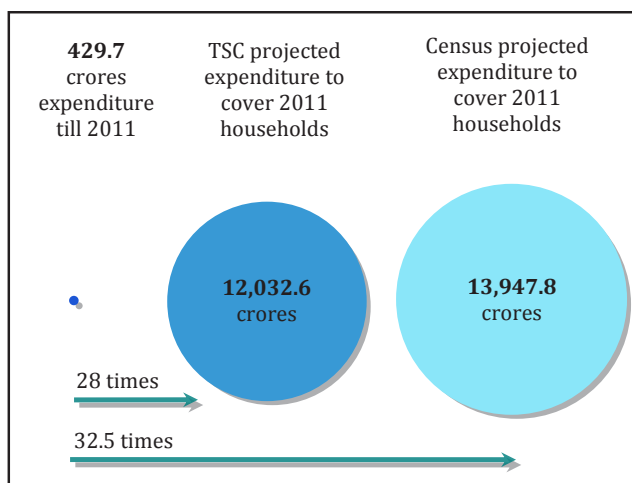 429.7
crores
expenditure
till 2011
TSC projected
expenditure to
cover 2011
households
Census projected
expenditure to
cover 2011
households
12,032.6
crores
13,947.8
crores
28 times
32.5 times